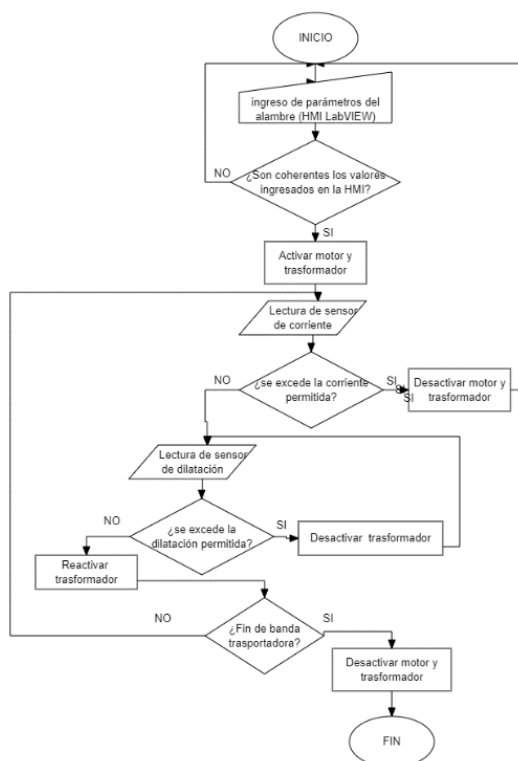 INICIO
ingreso de parámetros del
alambre (HMI LabVIEW)
¿Son coherentes los valores
ingresados en la HMI?
NO
SI
Activar motor y
trasformador
Lectura de sensor
de corriente
¿se excede la corriente
permitida?
NO
SI
SI
SI
Desactivar motor y
trasformador
Lectura de sensor
de dilatación
¿se excede la
dilatación permitida?
NO
SI
Desactivar trasformador
Reactivar
trasformador
¿Fin de banda
trasportadora?
NO
SI
Desactivar motor y
trasformador
FIN